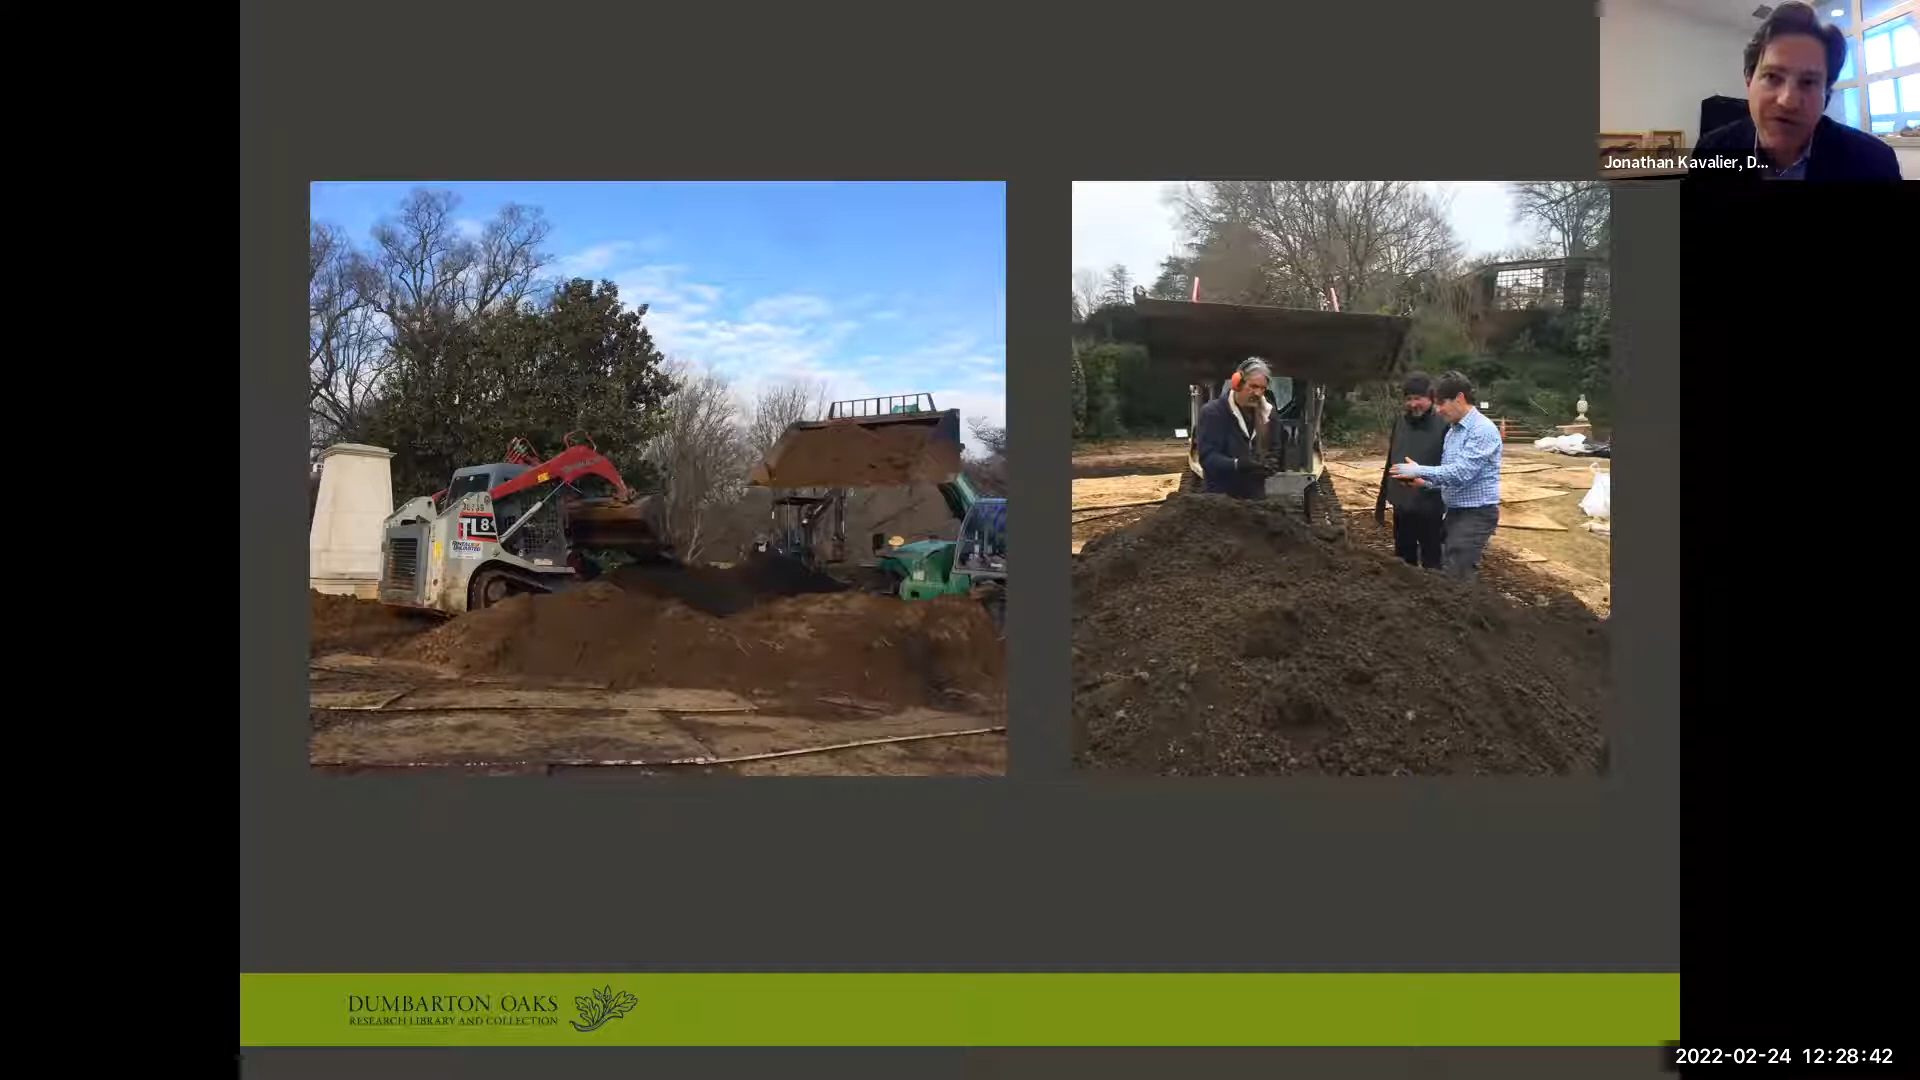 Jonathan Kavalier, D...
TL8
DUMBARTON OAKS
RESEARCH LIBRARY AND COLLECTION
2022-02-24 12:28:42